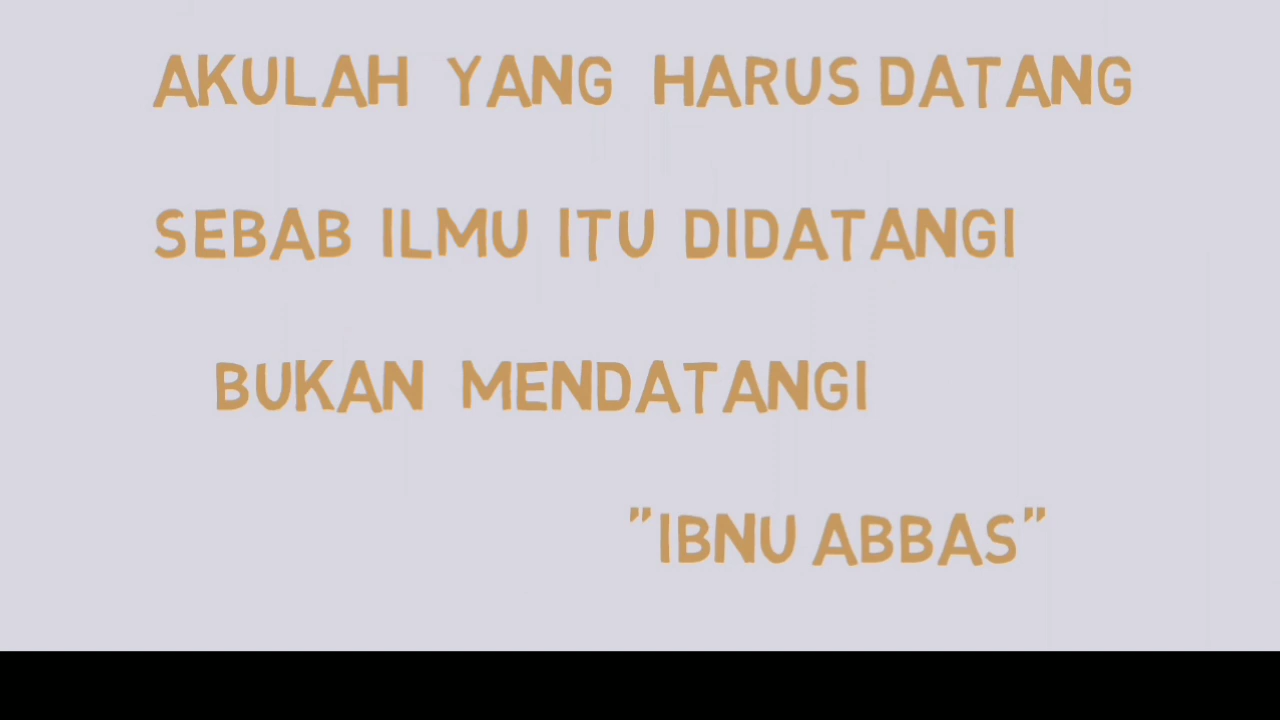 AKULAH YANG HARUS DATANG
SEBAB ILMU ITU DIDATANGI
BUKAN MENDATANGI
"IBNU ABBAS"